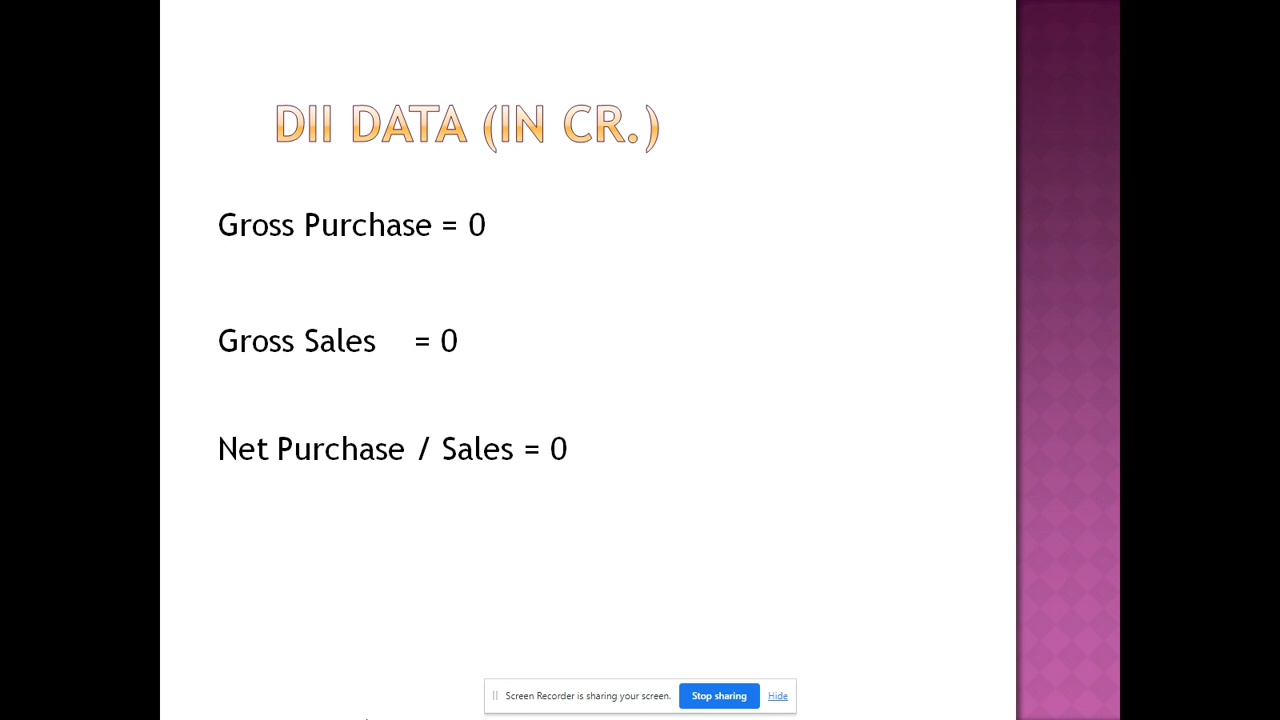 DII DATA (IN CR.)
Gross Purchase = 0
Gross Sales = 0
Net Purchase / Sales = 0
Screen Recorder is sharing your screen. Stop sharing Hide